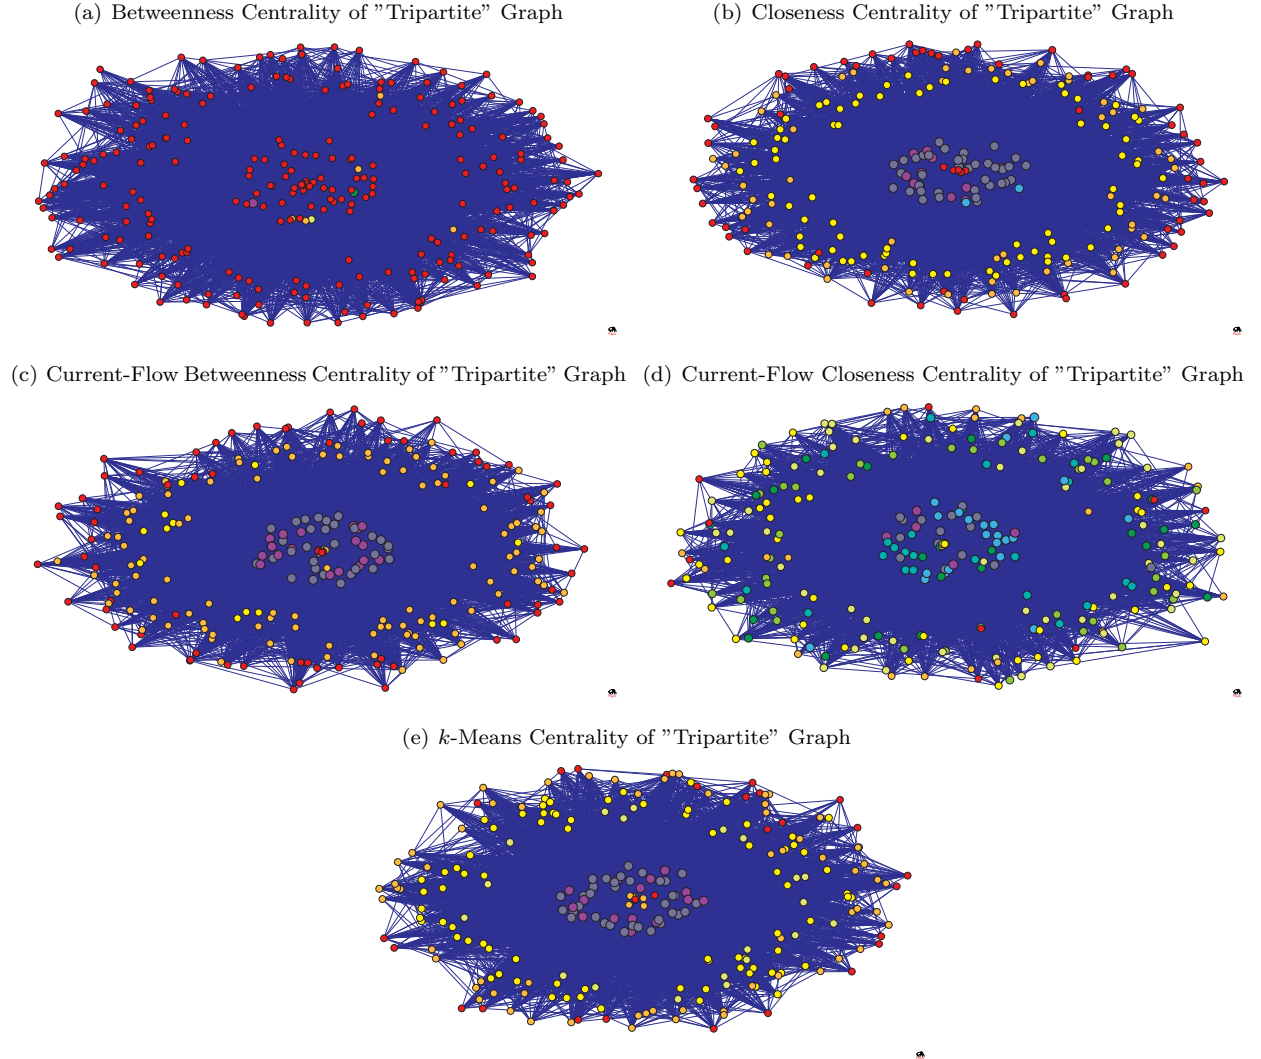 (a) Betweenness Centrality of ”Tripartite” Graph
(b) Closeness Centrality of ”Tripartite” Graph
(c) Current-Flow Betweenness Centrality of ”Tripartite” Graph
(d) Current-Flow Closeness Centrality of ”Tripartite” Graph
(e) k-Means Centrality of ”Tripartite” Graph